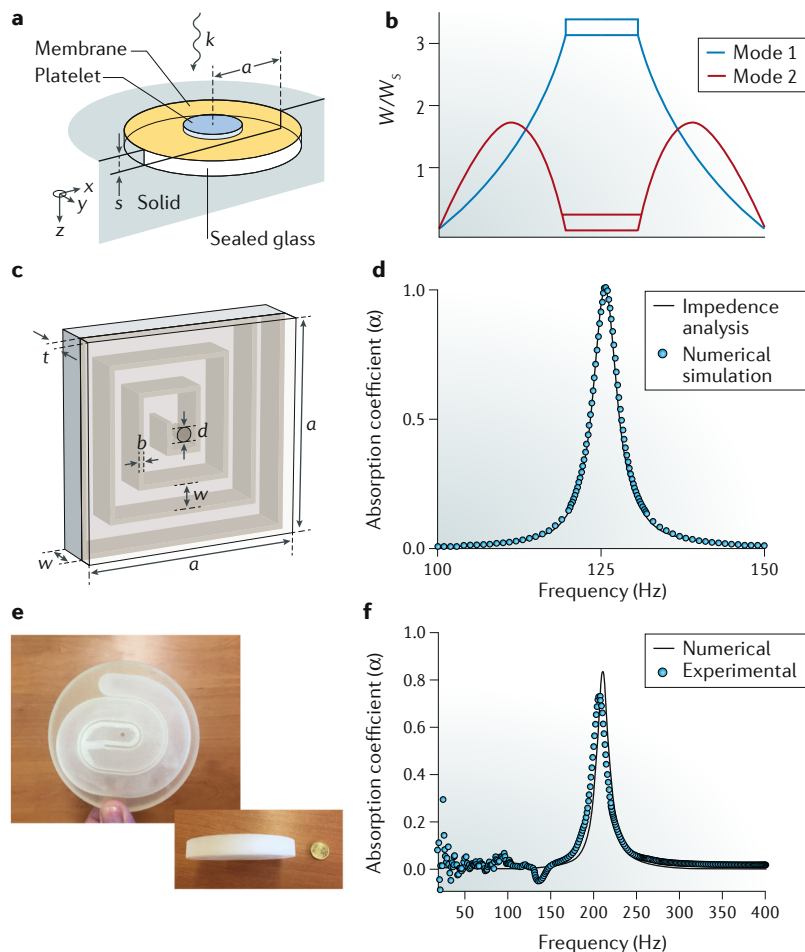 a
k
Membrane
Platelet
a
s
Solid
x
y
z
Sealed glass
b
W/Wₛ
3
2
1
Mode 1
Mode 2
c
t
b
d
a
w
w
a
d
Absorption coefficient (α)
1.0
0.5
0.0
100
125
150
Frequency (Hz)
Impedence
analysis
Numerical
simulation
e
f
Absorption coefficient (α)
1.0
0.8
0.6
0.4
0.2
0.0
50 100 150 200 250 300 350 400
Frequency (Hz)
Numerical
Experimental